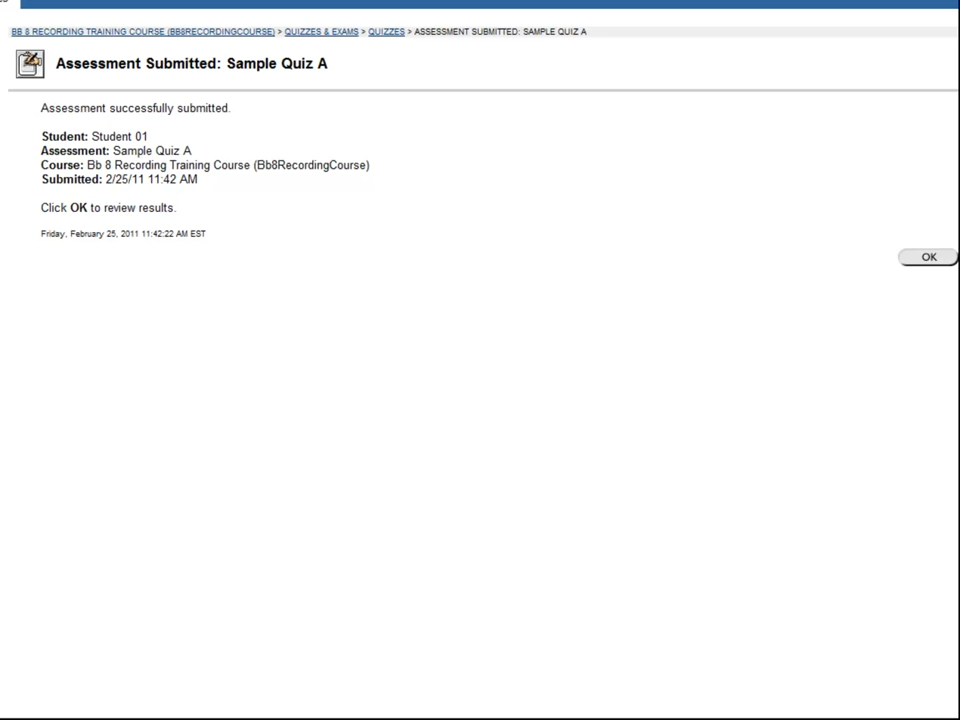 BB 8 RECORDING TRAINING COURSE (BB8RECORDINGCOURSE) > QUIZZES & EXAMS > QUIZZES > ASSESSMENT SUBMITTED: SAMPLE QUIZ A
Assessment Submitted: Sample Quiz A
Assessment successfully submitted.
Student: Student 01
Assessment: Sample Quiz A
Course: Bb 8 Recording Training Course (Bb8RecordingCourse)
Submitted: 2/25/11 11:42 AM
Click OK to review results.
Friday, February 25, 2011 11:42:22 AM EST
OK